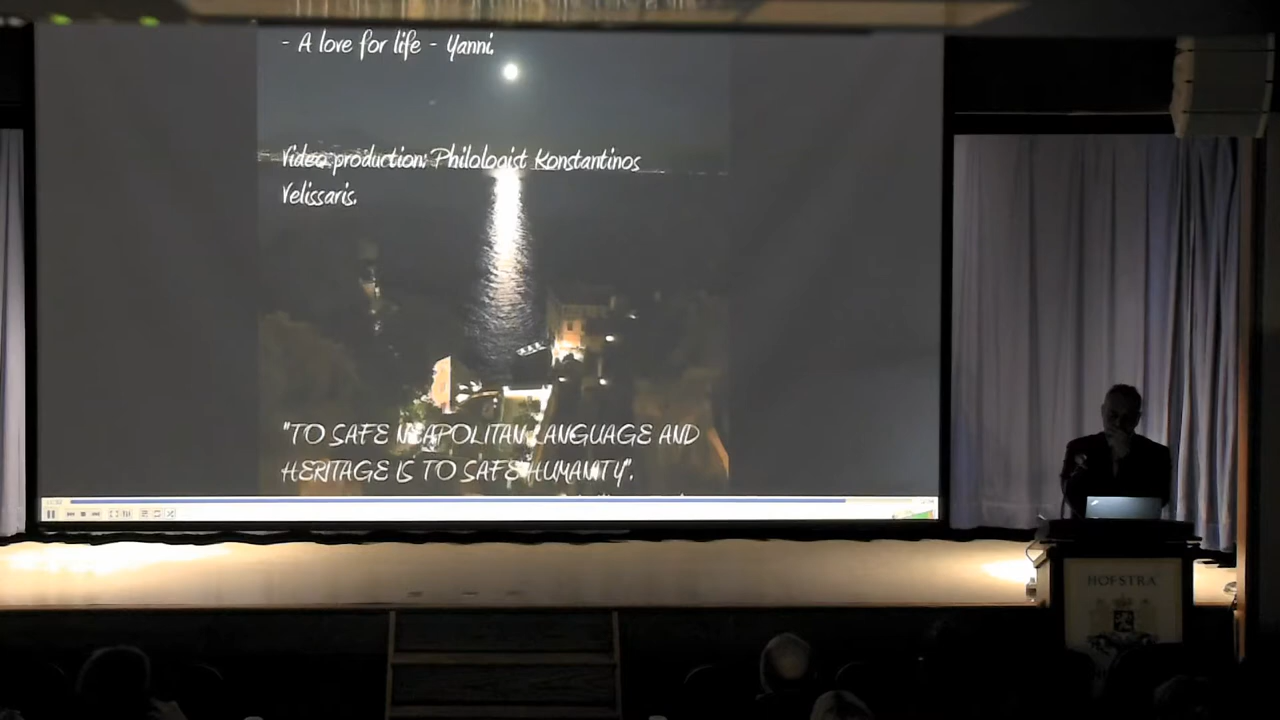 - A love for life - Yanni.
Video production: Philologist Konstantinos
Velissaris.
"TO SAFE NEAPOLITAN LANGUAGE AND
HERITAGE IS TO SAFE HUMANITY".
HOFSTRA